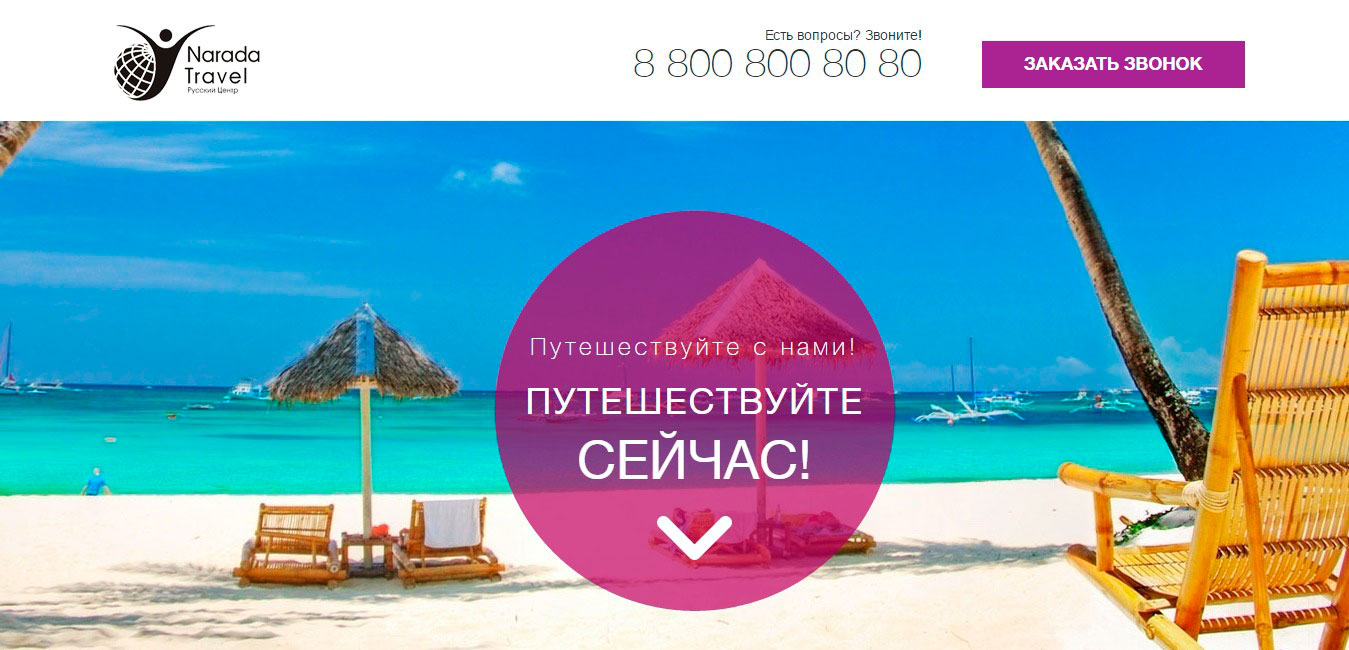 Narada
Travel
Русский Центр
Есть вопросы? Звоните!
8 800 800 80 80
ЗАКАЗАТЬ ЗВОНОК
Путешествуйте с нами!
ПУТЕШЕСТВУЙТЕ
СЕЙЧАС!